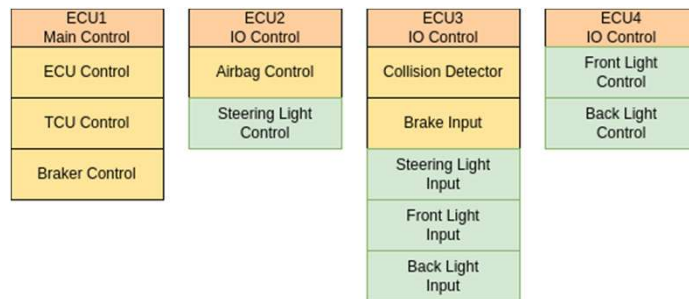 ECU1
Main Control
ECU Control
TCU Control
Braker Control
ECU2
IO Control
Airbag Control
Steering Light
Control
ECU3
IO Control
Collision Detector
Brake Input
Steering Light
Input
Front Light
Input
Back Light
Input
ECU4
IO Control
Front Light
Control
Back Light
Control